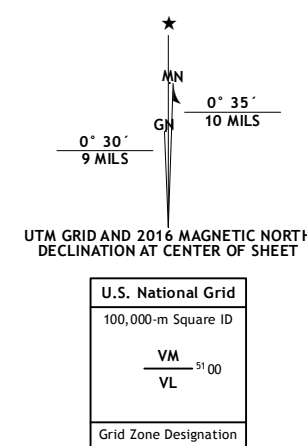 ★
MN
0° 35´
10 MILS
GN
0° 30´
9 MILS
UTM GRID AND 2016 MAGNETIC NORTH
DECLINATION AT CENTER OF SHEET
U.S. National Grid
100,000-m Square ID
VM
51 00
VL
Grid Zone Designation